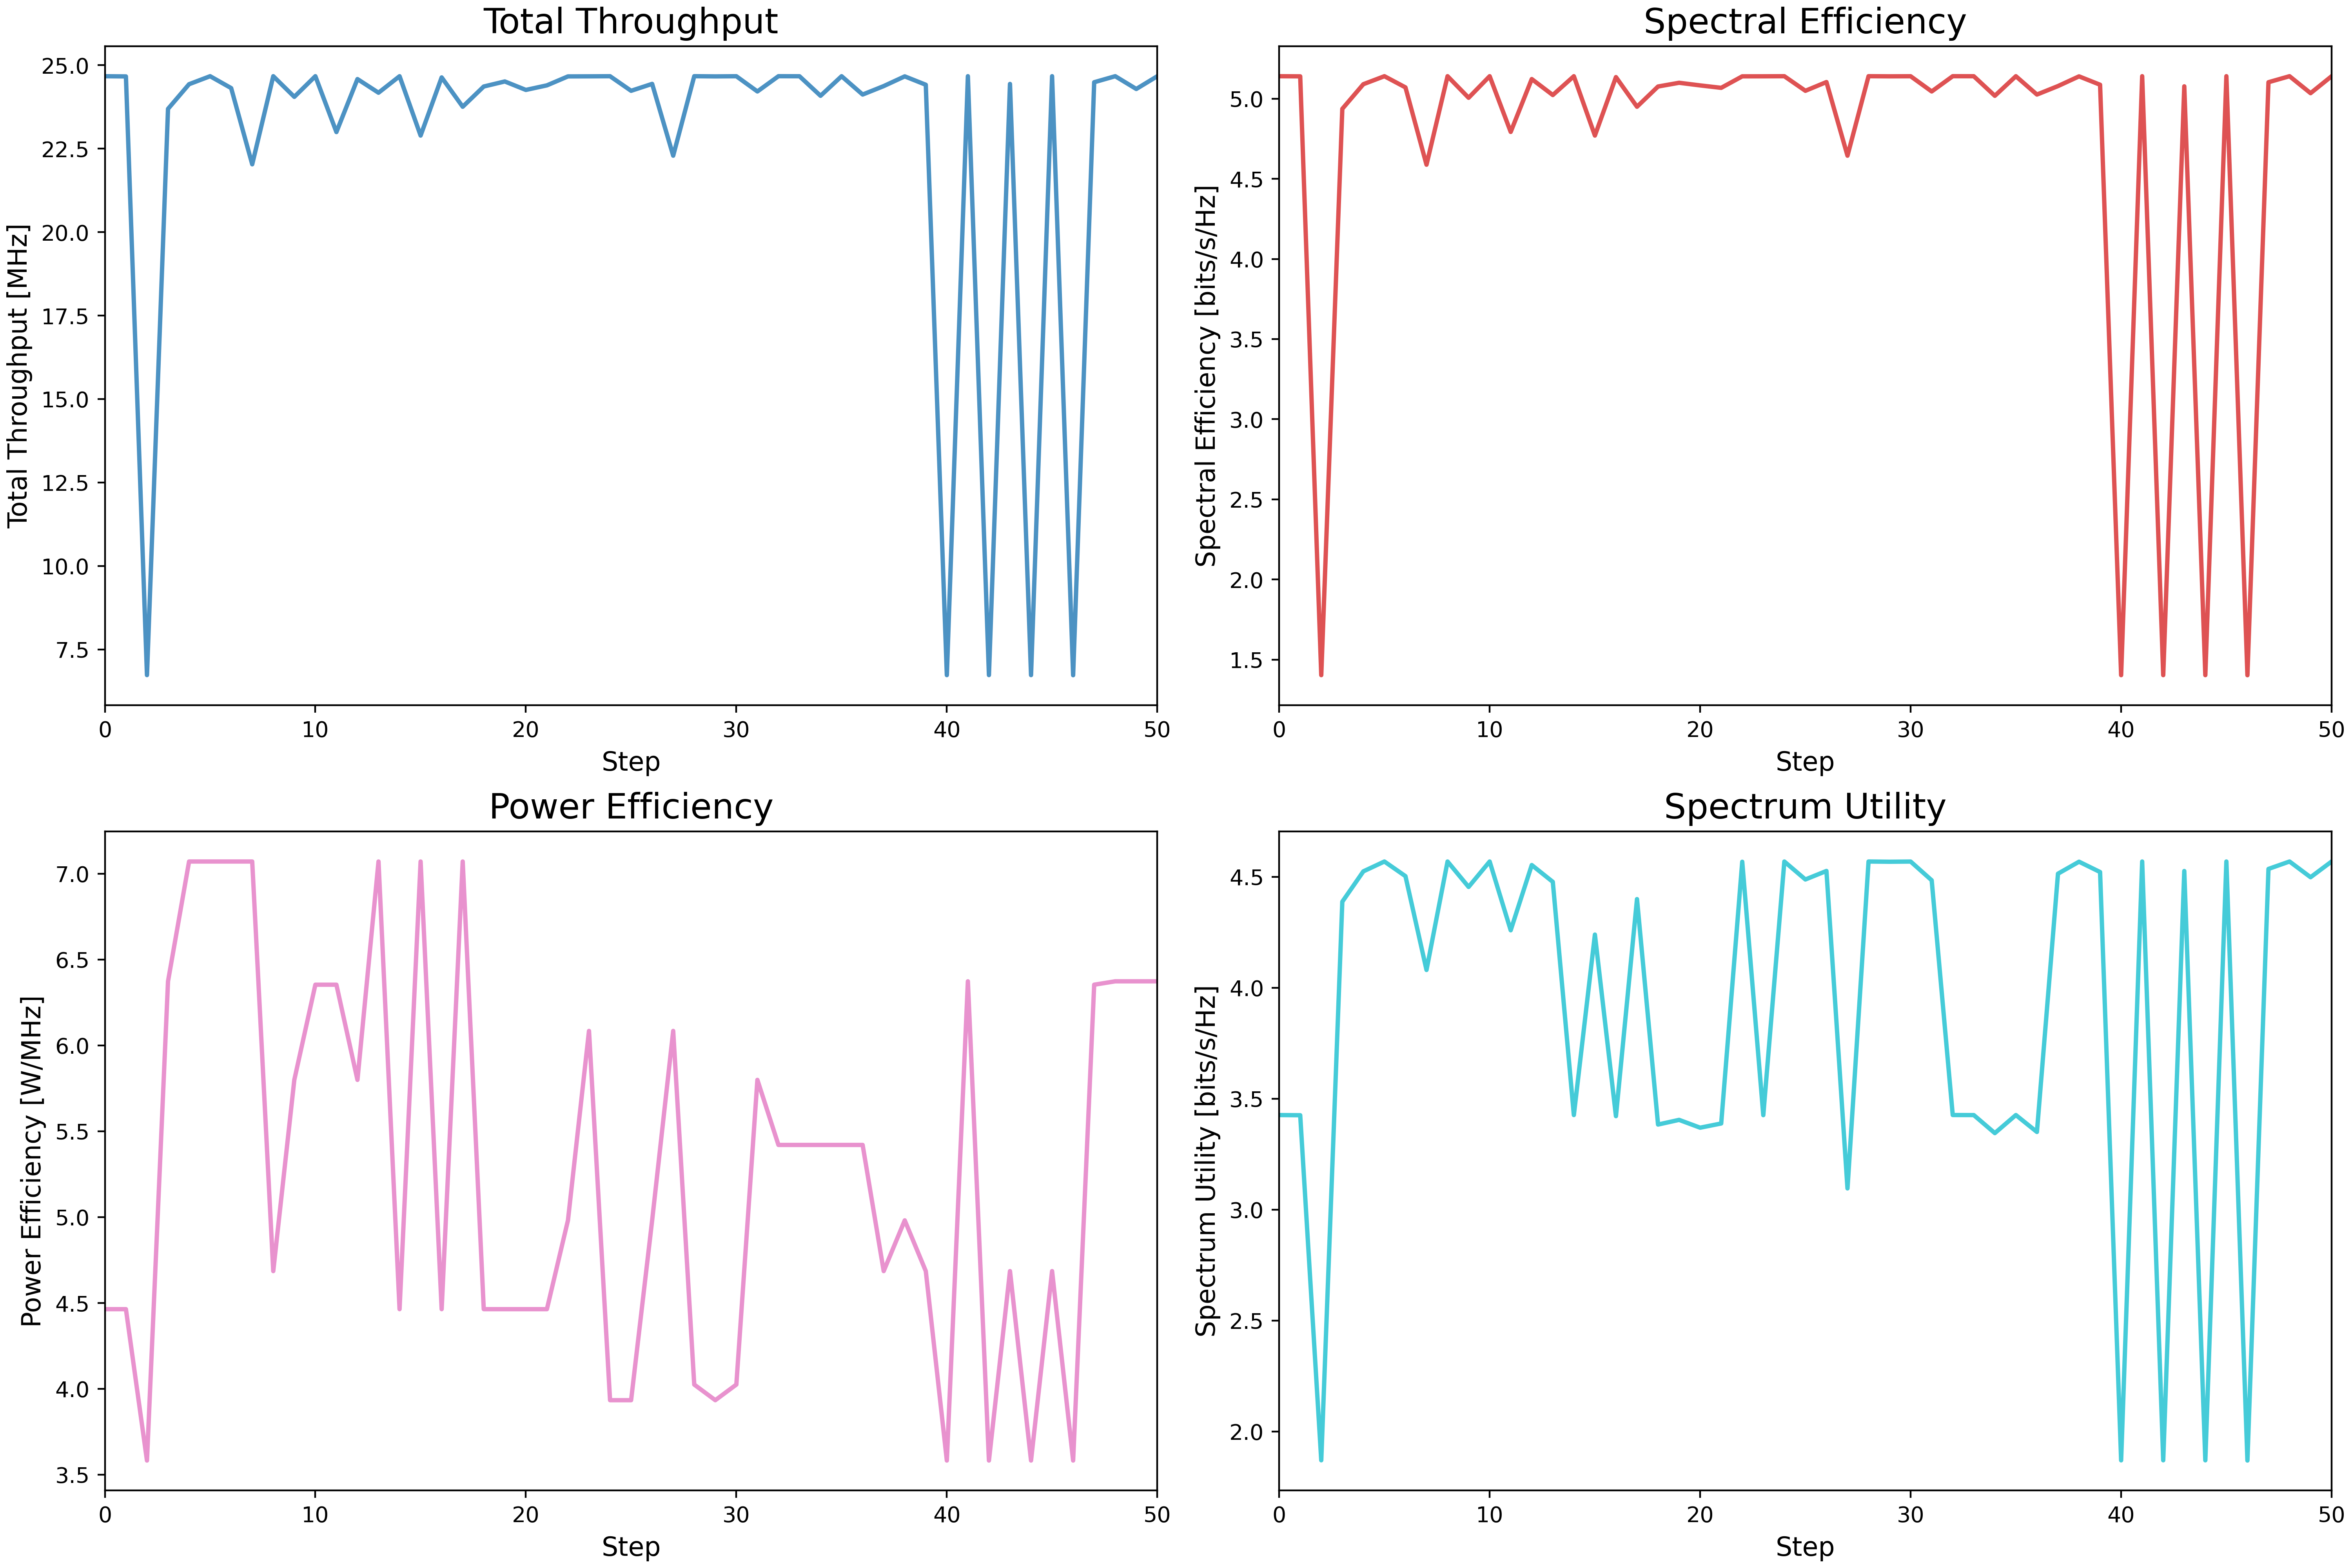 Total Throughput
Total Throughput [MHz]
25.0
22.5
20.0
17.5
15.0
12.5
10.0
7.5
0 10 20 30 40 50
Step
Spectral Efficiency
Spectral Efficiency [bits/s/Hz]
5.0
4.5
4.0
3.5
3.0
2.5
2.0
1.5
0 10 20 30 40 50
Step
Power Efficiency
Power Efficiency [W/MHz]
7.0
6.5
6.0
5.5
5.0
4.5
4.0
3.5
0 10 20 30 40 50
Step
Spectrum Utility
Spectrum Utility [bits/s/Hz]
4.5
4.0
3.5
3.0
2.5
2.0
0 10 20 30 40 50
Step